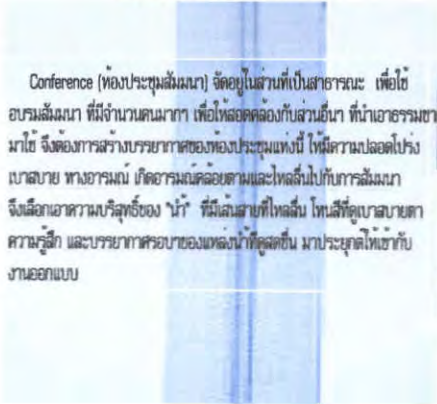 Conference (ห้องประชุมสัมมนา) จัดอยู่ในส่วนที่เป็นสาธารณะ เพื่อใช้
อบรมสัมมนา ที่มีจำนวนคนมากๆ เพื่อให้สอดคล้องกับส่วนอื่นๆ ที่นำเอาธรรมชา
มาใช้ จึงต้องการสร้างบรรยากาศของห้องประชุมแห่งนี้ ให้มีความปลอดโปร่ง
เบาสบาย ทางอารมณ์ เกิดอารมณ์คล้อยตามและไหลลื่นไปกับการสัมมนา
จึงเลือกเอาความบริสุทธิ์ของ "น้ำ" ที่มีเส้นสายที่ไหลลื่น โทนสีที่ดูเบาสบายตา
ความรู้สึก และบรรยากาศรอบๆของแหล่งน้ำที่ดูสดชื่น มาประยุกต์ให้เข้ากับ
งานออกแบบ